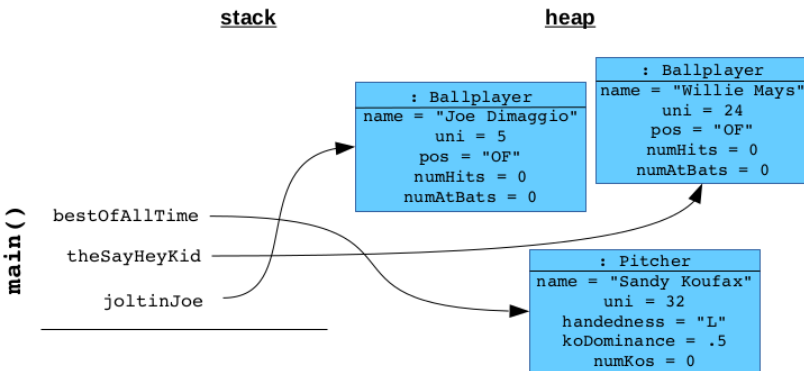 stack
heap
: Ballplayer
name = "Joe Dimaggio"
uni = 5
pos = "OF"
numHits = 0
numAtBats = 0
: Ballplayer
name = "Willie Mays"
uni = 24
pos = "OF"
numHits = 0
numAtBats = 0
main()
bestOfAllTime
theSayHeyKid
joltinJoe
: Pitcher
name = "Sandy Koufax"
uni = 32
handedness = "L"
koDominance = .5
numKos = 0